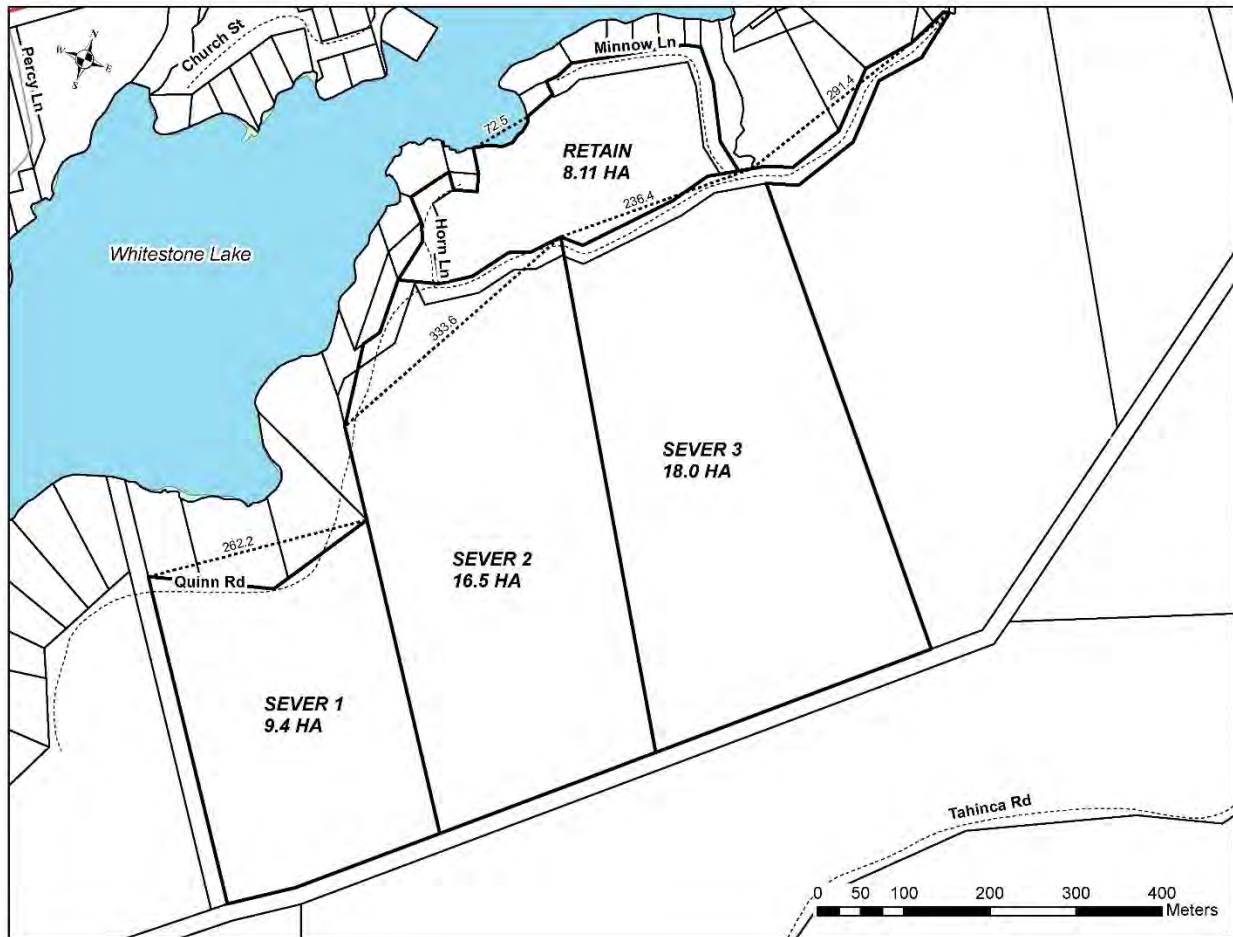 Percy Ln
W
N
S
E
Church St
Minnow Ln
72.5
291.4
RETAIN
8.11 HA
236.4
Horn Ln
Whitestone Lake
333.6
SEVER 3
18.0 HA
262.2
Quinn Rd
SEVER 2
16.5 HA
SEVER 1
9.4 HA
Tahinca Rd
0 50 100 200 300 400
Meters